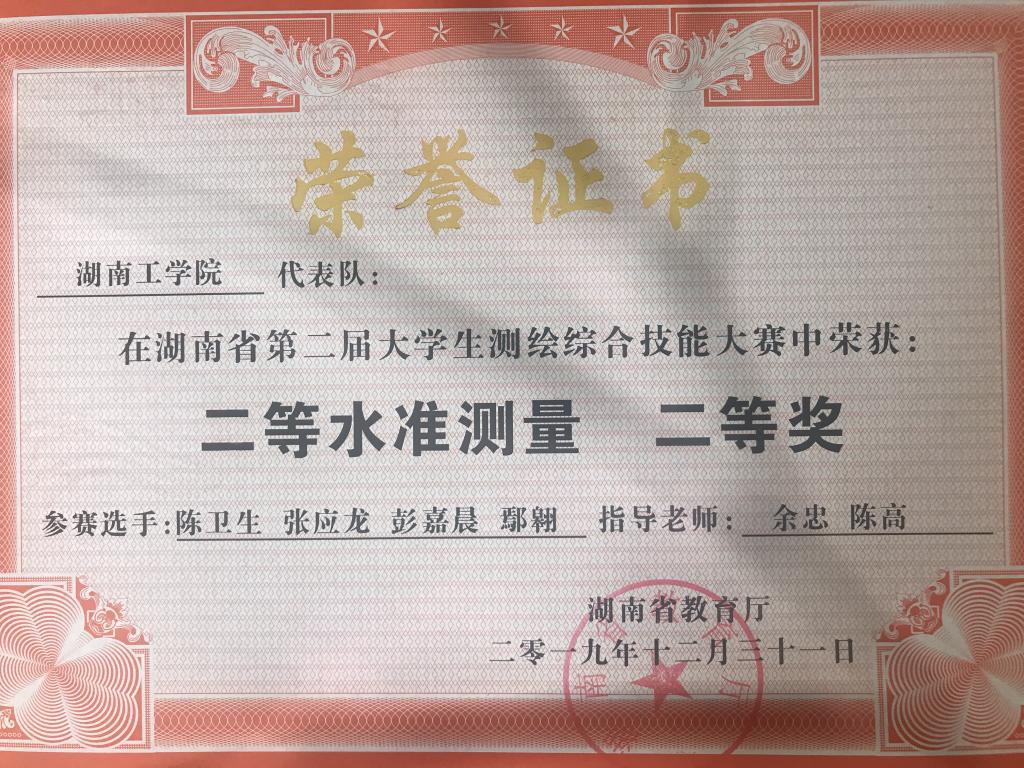 荣誉证书
湖南工学院 代表队：
在湖南省第二届大学生测绘综合技能大赛中荣获：
二等水准测量 二等奖
参赛选手:陈卫生 张应龙 彭嘉晨 鄢翱 指导老师：余忠 陈高
湖南省教育厅
二零一九年十二月三十一日